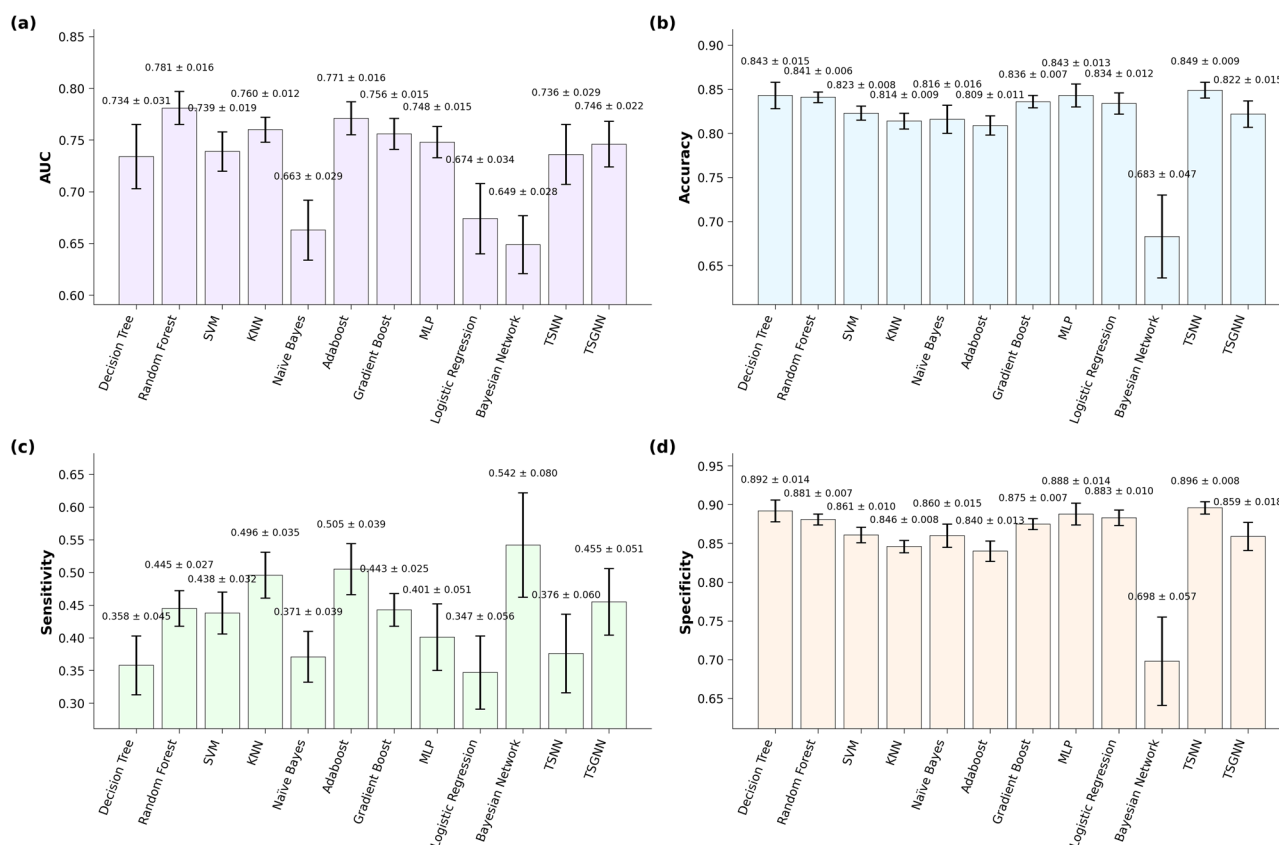 (a)
AUC
0.85
0.80
0.75
0.70
0.65
0.60
0.734 ± 0.031
0.781 ± 0.016
0.739 ± 0.019
0.760 ± 0.012
0.663 ± 0.029
0.771 ± 0.016
0.756 ± 0.015
0.748 ± 0.015
0.674 ± 0.034
0.649 ± 0.028
0.736 ± 0.029
0.746 ± 0.022
Decision Tree
Random Forest
SVM
KNN
Naïve Bayes
Adaboost
Gradient Boost
MLP
Logistic Regression
Bayesian Network
TSNN
TSGNN
(b)
Accuracy
0.90
0.85
0.80
0.75
0.70
0.65
0.843 ± 0.015
0.841 ± 0.006
0.823 ± 0.008
0.814 ± 0.009
0.816 ± 0.016
0.809 ± 0.011
0.836 ± 0.007
0.843 ± 0.013
0.834 ± 0.012
0.683 ± 0.047
0.849 ± 0.009
0.822 ± 0.015
Decision Tree
Random Forest
SVM
KNN
Naïve Bayes
Adaboost
Gradient Boost
MLP
Logistic Regression
Bayesian Network
TSNN
TSGNN
(c)
Sensitivity
0.65
0.60
0.55
0.50
0.45
0.40
0.35
0.30
0.358 ± 0.045
0.445 ± 0.027
0.438 ± 0.032
0.496 ± 0.035
0.371 ± 0.039
0.505 ± 0.039
0.443 ± 0.025
0.401 ± 0.051
0.347 ± 0.056
0.542 ± 0.080
0.376 ± 0.060
0.455 ± 0.051
Decision Tree
Random Forest
SVM
KNN
Naïve Bayes
Adaboost
Gradient Boost
MLP
Logistic Regression
Bayesian Network
TSNN
TSGNN
(d)
Specificity
0.95
0.90
0.85
0.80
0.75
0.70
0.65
0.892 ± 0.014
0.881 ± 0.007
0.861 ± 0.010
0.846 ± 0.008
0.860 ± 0.015
0.840 ± 0.013
0.875 ± 0.007
0.888 ± 0.014
0.883 ± 0.010
0.698 ± 0.057
0.896 ± 0.008
0.859 ± 0.018
Decision Tree
Random Forest
SVM
KNN
Naïve Bayes
Adaboost
Gradient Boost
MLP
Logistic Regression
Bayesian Network
TSNN
TSGNN